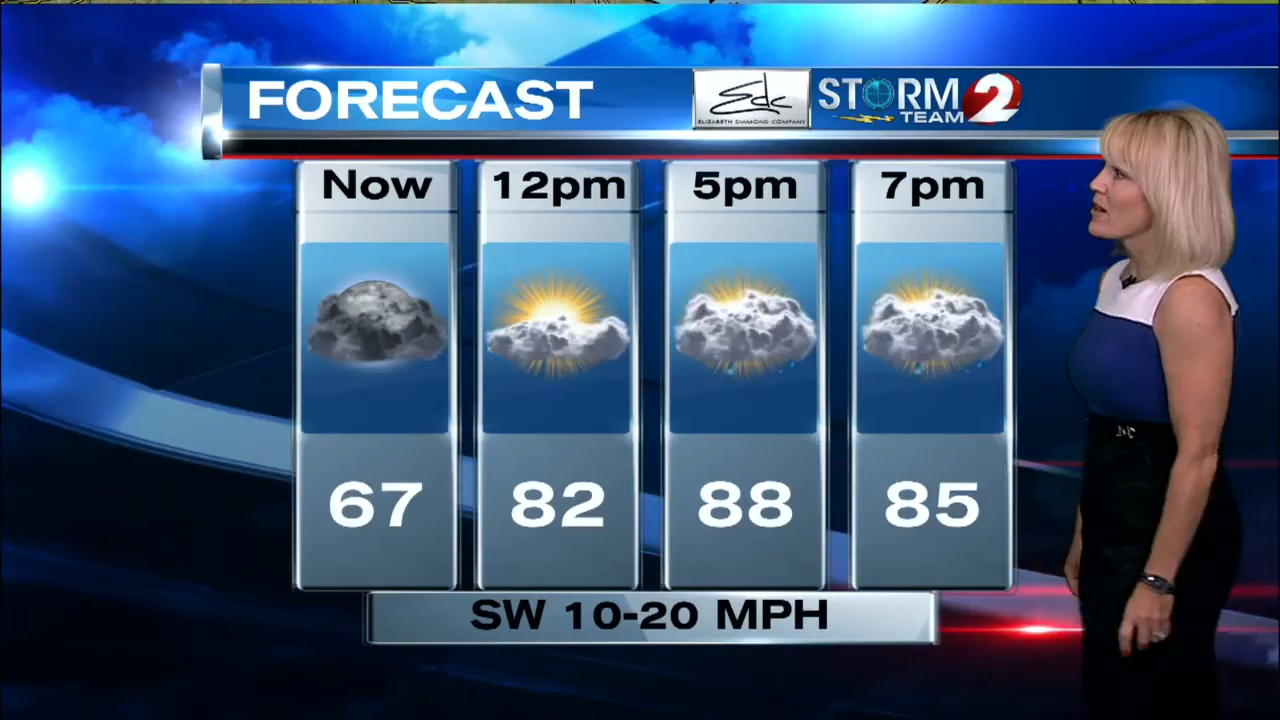 FORECAST
Edc
ELIZABETH DIAMOND COMPANY
STORM
TEAM
2
Now
12pm
5pm
7pm
67
82
88
85
SW 10-20 MPH